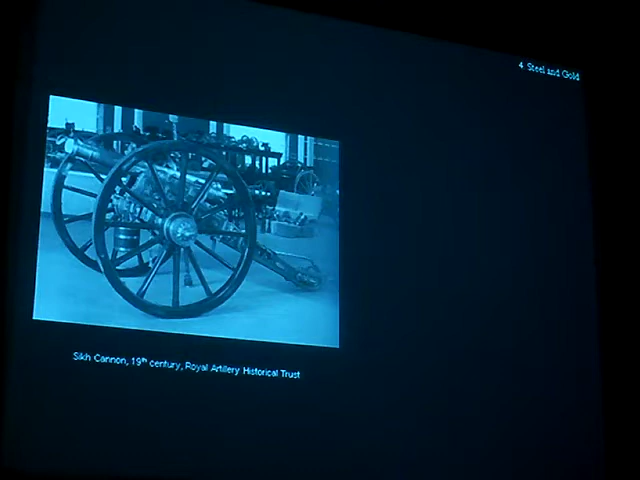 4 Steel and Gold
Sikh Cannon, 19th century, Royal Artillery Historical Trust